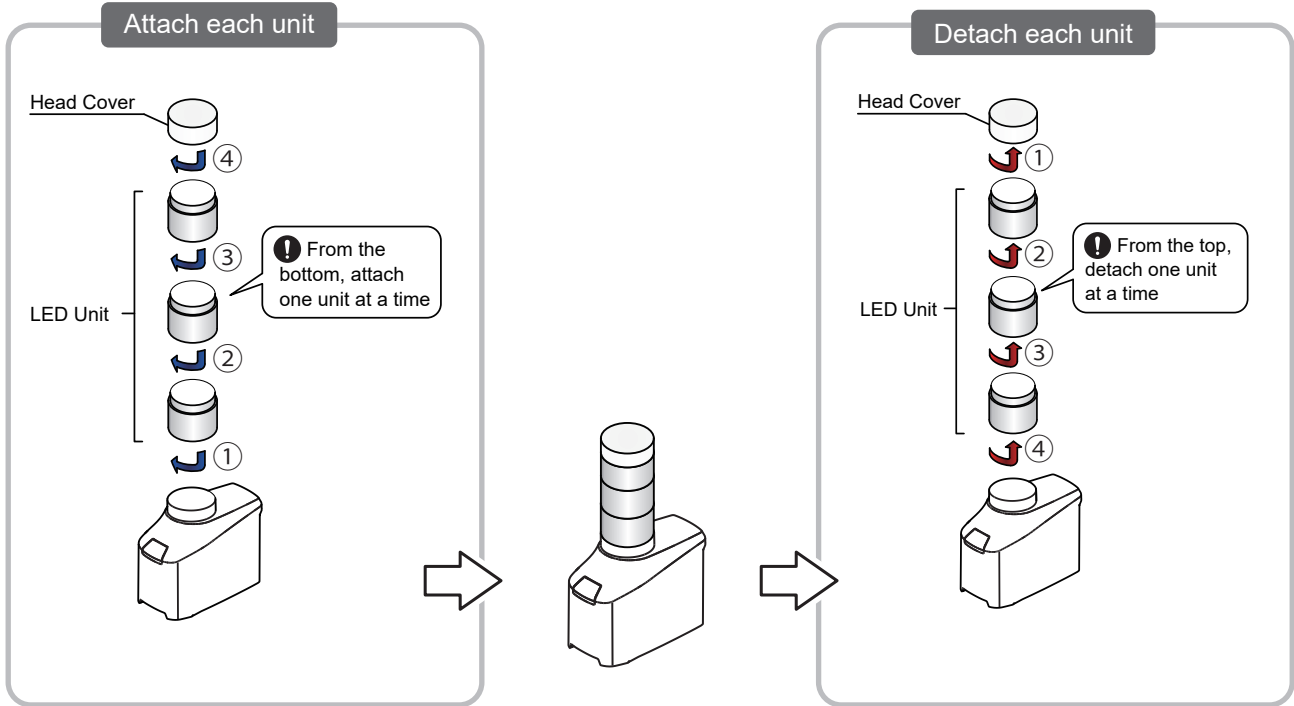 Attach each unit
Head Cover
④
③
! From the
bottom, attach
one unit at a time
LED Unit
②
①
Detach each unit
Head Cover
①
②
! From the top,
detach one unit
at a time
LED Unit
③
④